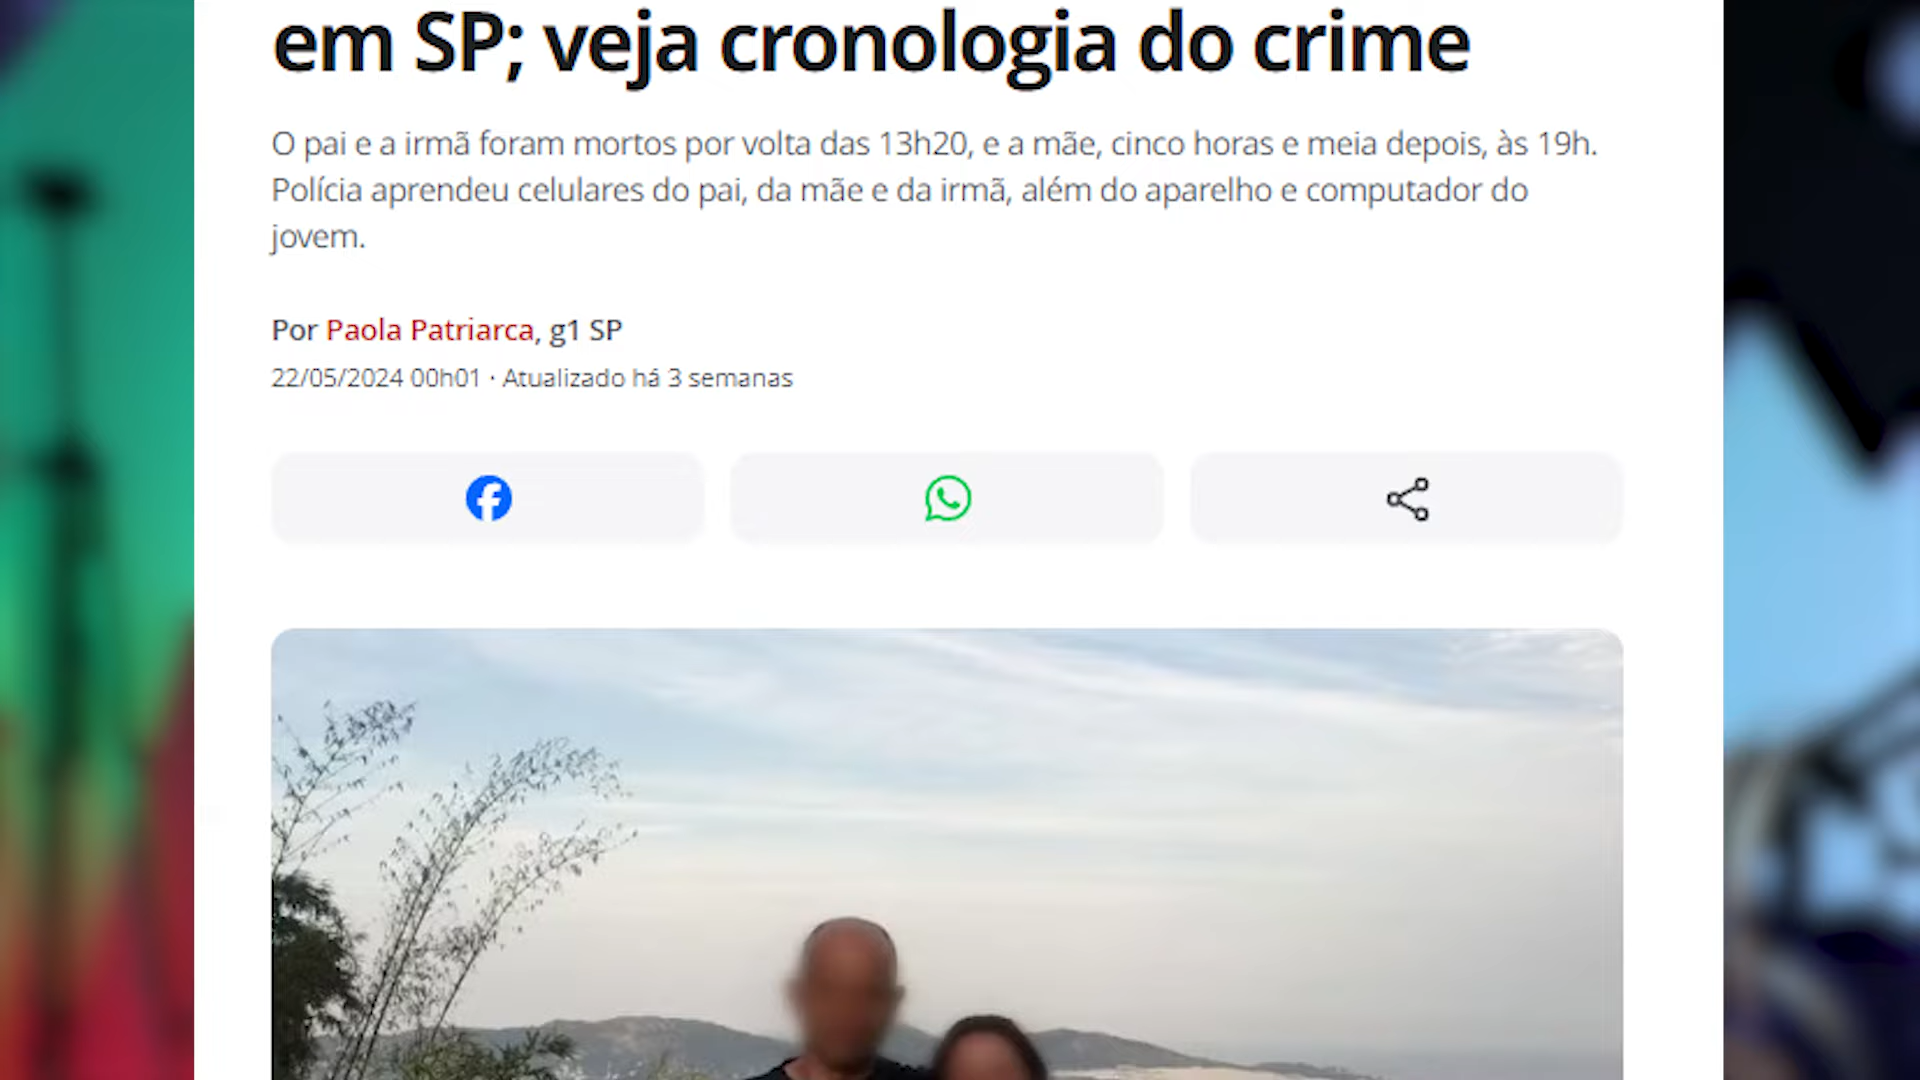 em SP; veja cronologia do crime
O pai e a irmã foram mortos por volta das 13h20, e a mãe, cinco horas e meia depois, às 19h.
Polícia aprendeu celulares do pai, da mãe e da irmã, além do aparelho e computador do
jovem.
Por Paola Patriarca, g1 SP
22/05/2024 00h01 · Atualizado há 3 semanas